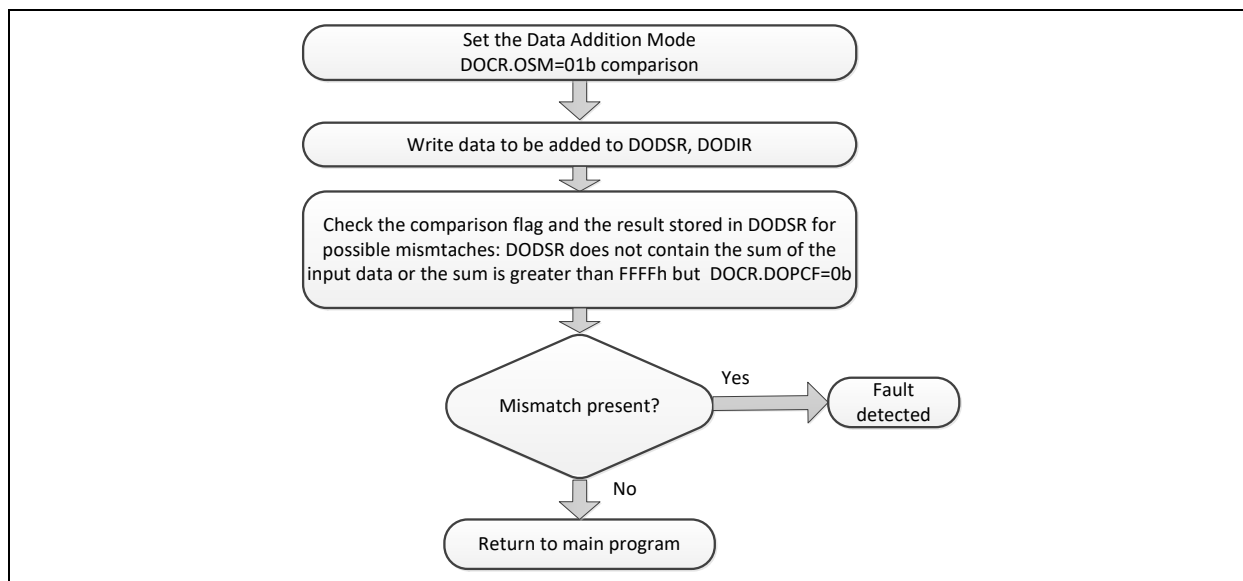 Set the Data Addition Mode
DOCR.OSM=01b comparison
Write data to be added to DODSR, DODIR
Check the comparison flag and the result stored in DODSR for
possible mismtaches: DODSR does not contain the sum of the
input data or the sum is greater than FFFFh but DOCR.DOPCF=0b
Mismatch present?
Yes
Fault
detected
No
Return to main program